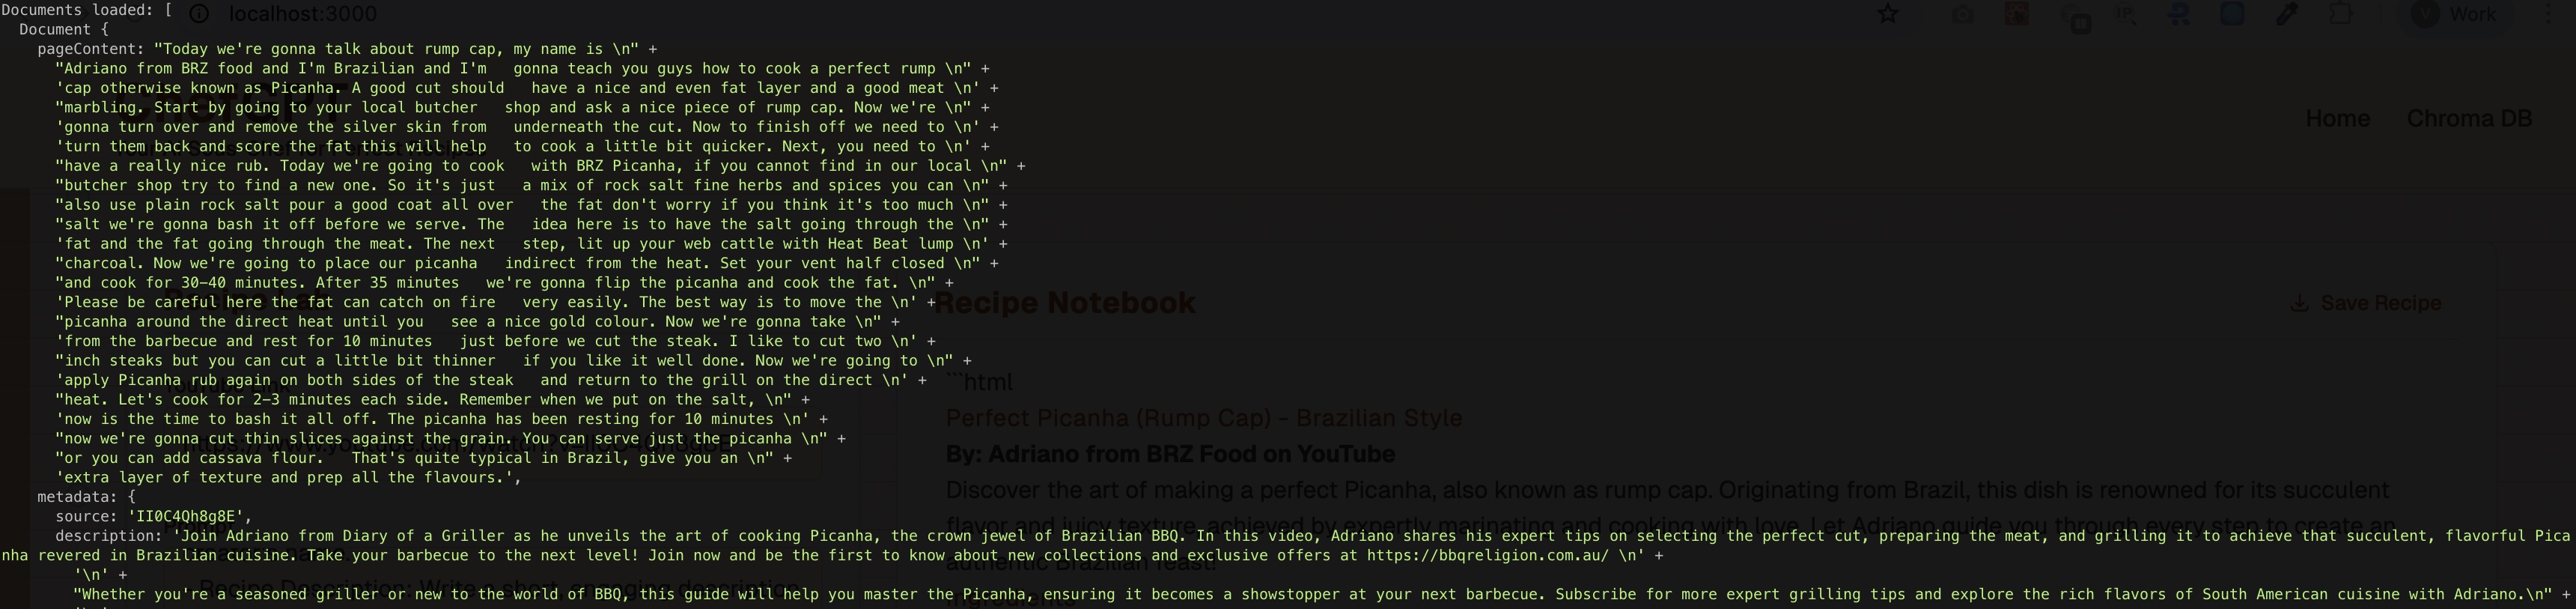 Documents loaded: [
localhost:3000
Work
Document {
pageContent: "Today we're gonna talk about rump cap, my name is \n" +
"Adriano from BRZ food and I'm Brazilian and I'm   gonna teach you guys how to cook a perfect rump \n" +
'cap otherwise known as Picanha. A good cut should   have a nice and even fat layer and a good meat \n' +
"marbling. Start by going to your local butcher   shop and ask a nice piece of rump cap. Now we're \n" +
Home
Chroma DB
'gonna turn over and remove the silver skin from   underneath the cut. Now to finish off we need to \n' +
'turn them back and score the fat this will help   to cook a little bit quicker. Next, you need to \n' +
"have a really nice rub. Today we're going to cook   with BRZ Picanha, if you cannot find in our local \n" +
"butcher shop try to find a new one. So it's just   a mix of rock salt fine herbs and spices you can \n" +
"also use plain rock salt pour a good coat all over   the fat don't worry if you think it's too much \n" +
"salt we're gonna bash it off before we serve. The   idea here is to have the salt going through the \n" +
'fat and the fat going through the meat. The next   step, lit up your web cattle with Heat Beat lump \n' +
"charcoal. Now we're going to place our picanha   indirect from the heat. Set your vent half closed \n" +
"and cook for 30–40 minutes. After 35 minutes   we're gonna flip the picanha and cook the fat. \n" +
'Please be careful here the fat can catch on fire   very easily. The best way is to move the \n' +
Recipe Notebook
Save Recipe
"picanha around the direct heat until you   see a nice gold colour. Now we're gonna take \n" +
'from the barbecue and rest for 10 minutes   just before we cut the steak. I like to cut two \n' +
"inch steaks but you can cut a little bit thinner   if you like it well done. Now we're going to \n" +
'apply Picanha rub again on both sides of the steak   and return to the grill on the direct \n' +
```html
"heat. Let's cook for 2–3 minutes each side. Remember when we put on the salt, \n" +
'now is the time to bash it all off. The picanha has been resting for 10 minutes \n' +
Perfect Picanha (Rump Cap) - Brazilian Style
"now we're gonna cut thin slices against the grain. You can serve just the picanha \n" +
"or you can add cassava flour.   That's quite typical in Brazil, give you an \n" +
By: Adriano from BRZ Food on YouTube
'extra layer of texture and prep all the flavours.',
metadata: {
Discover the art of making a perfect Picanha, also known as rump cap. Originating from Brazil, this dish is renowned for its succulent
source: 'II0C4Qh8g8E',
flavor and juicy texture, achieved by expertly marinating and cooking with love. Let Adriano guide you through every step to create an
description: 'Join Adriano from Diary of a Griller as he unveils the art of cooking Picanha, the crown jewel of Brazilian BBQ. In this video, Adriano shares his expert tips on selecting the perfect cut, preparing the meat, and grilling it to achieve that succulent, flavorful Pica
nha revered in Brazilian cuisine. Take your barbecue to the next level! Join now and be the first to know about new collections and exclusive offers at https://bbqreligion.com.au/ \n' +
authentic Brazilian feast!
'\n' +
Recipe Description: Write a short, engaging description
"Whether you're a seasoned griller or new to the world of BBQ, this guide will help you master the Picanha, ensuring it becomes a showstopper at your next barbecue. Subscribe for more expert grilling tips and explore the rich flavors of South American cuisine with Adriano.\n" +
Ingredients